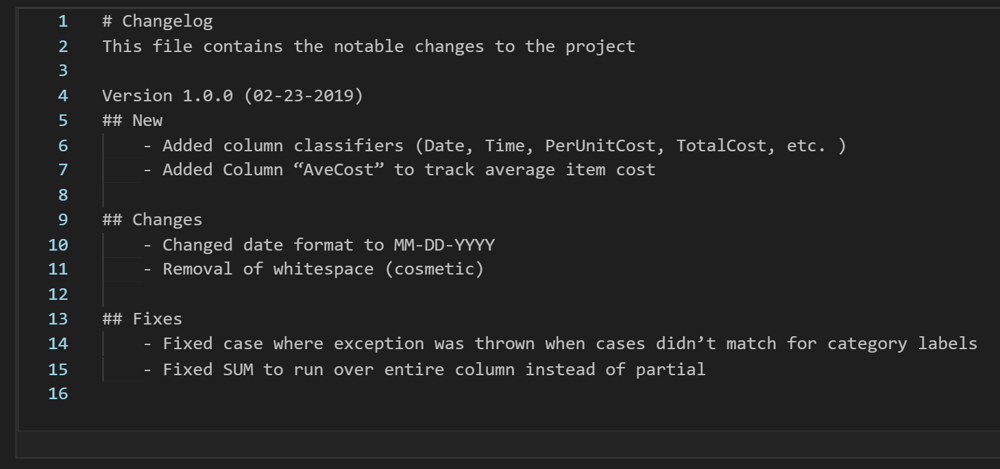 1 # Changelog
2 This file contains the notable changes to the project
3
4 Version 1.0.0 (02-23-2019)
5 ## New
6 - Added column classifiers (Date, Time, PerUnitCost, TotalCost, etc. )
7 - Added Column “AveCost” to track average item cost
8
9 ## Changes
10 - Changed date format to MM-DD-YYYY
11 - Removal of whitespace (cosmetic)
12
13 ## Fixes
14 - Fixed case where exception was thrown when cases didn’t match for category labels
15 - Fixed SUM to run over entire column instead of partial
16